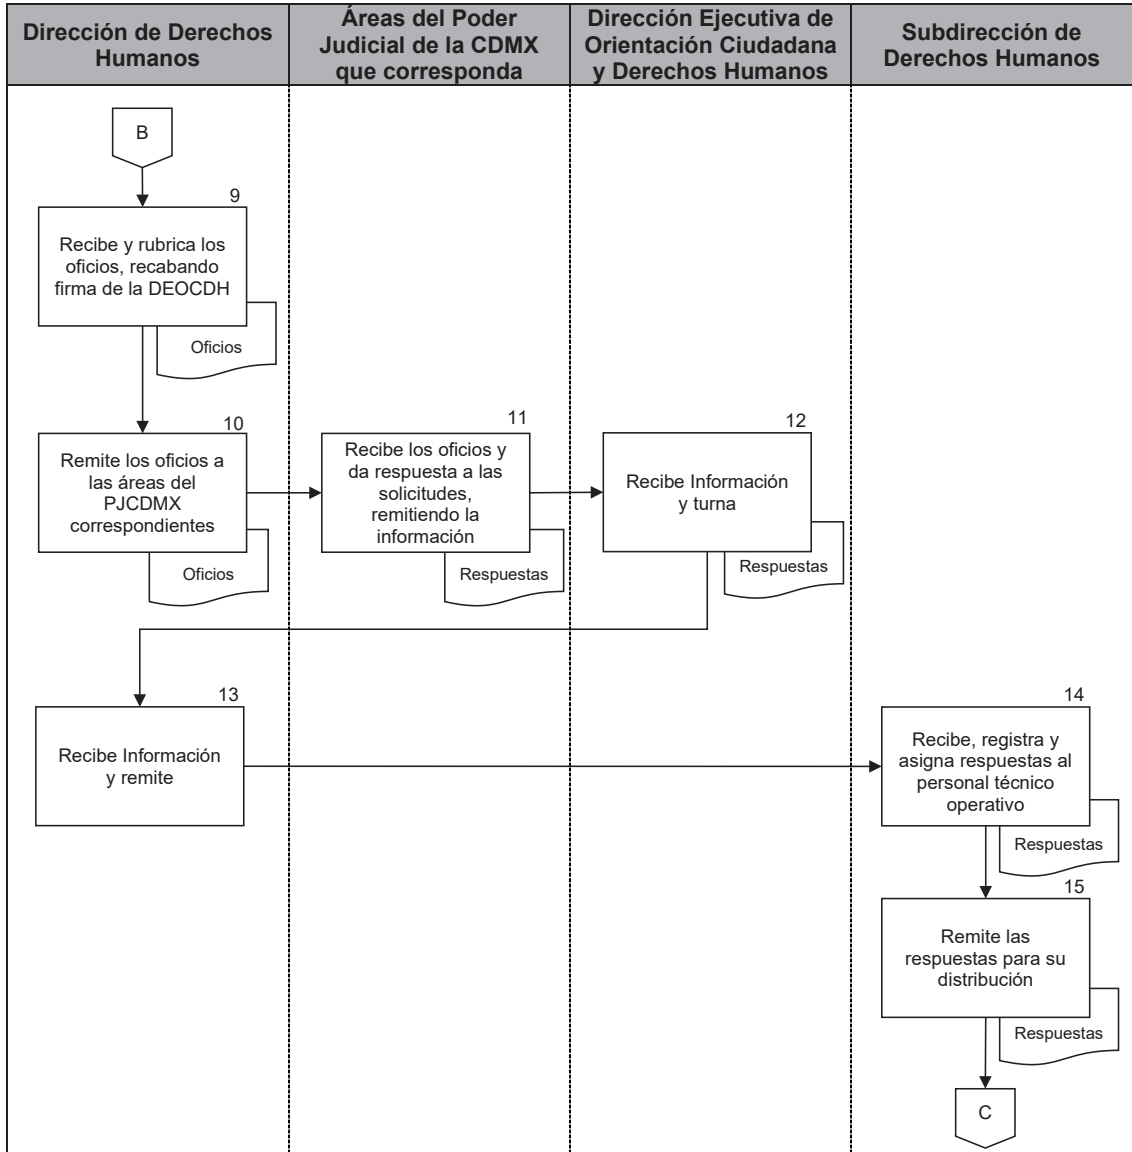 Dirección de Derechos
Humanos
Áreas del Poder
Judicial de la CDMX
que corresponda
Dirección Ejecutiva de
Orientación Ciudadana
y Derechos Humanos
Subdirección de
Derechos Humanos
B
9
Recibe y rubrica los
oficios, recabando
firma de la DEOCDH
Oficios
10
Remite los oficios a
las áreas del
PJCDMX
correspondientes
Oficios
11
Recibe los oficios y
da respuesta a las
solicitudes,
remitiendo la
información
Respuestas
12
Recibe Información
y turna
Respuestas
13
Recibe Información
y remite
14
Recibe, registra y
asigna respuestas al
personal técnico
operativo
Respuestas
15
Remite las
respuestas para su
distribución
Respuestas
C